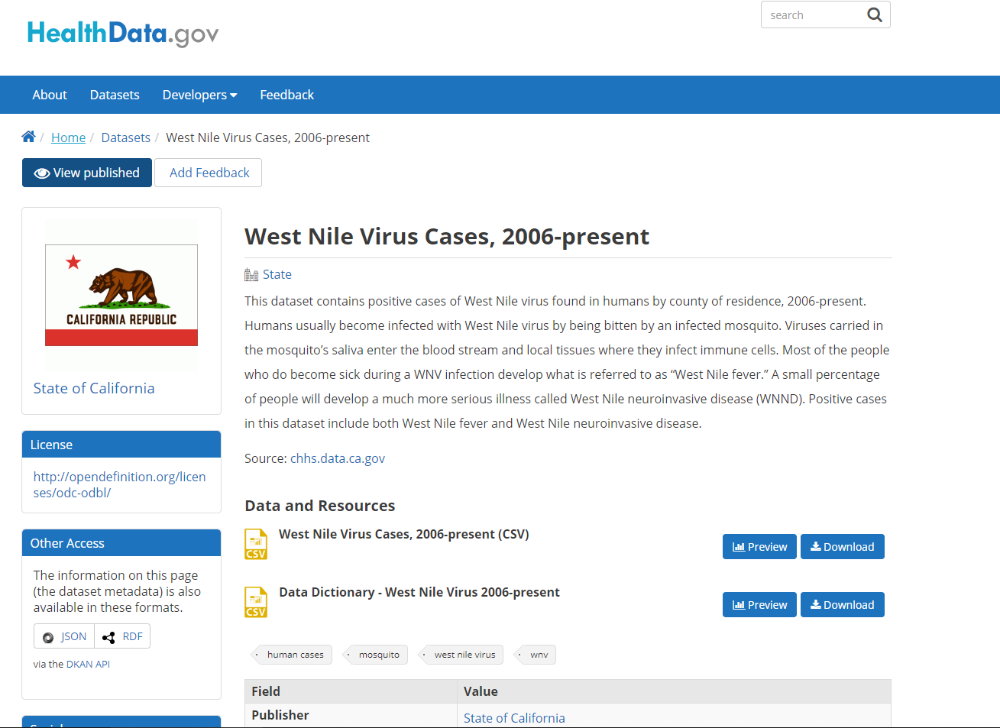 HealthData.gov
search
About Datasets Developers Feedback
/ Home / Datasets / West Nile Virus Cases, 2006-present
View published Add Feedback
CALIFORNIA REPUBLIC
State of California
License
http://opendefinition.org/licen
ses/odc-odbl/
Other Access
The information on this page
(the dataset metadata) is also
available in these formats.
JSON RDF
via the DKAN API
West Nile Virus Cases, 2006-present
State
This dataset contains positive cases of West Nile virus found in humans by county of residence, 2006-present.
Humans usually become infected with West Nile virus by being bitten by an infected mosquito. Viruses carried in
the mosquito’s saliva enter the blood stream and local tissues where they infect immune cells. Most of the people
who do become sick during a WNV infection develop what is referred to as “West Nile fever.” A small percentage
of people will develop a much more serious illness called West Nile neuroinvasive disease (WNND). Positive cases
in this dataset include both West Nile fever and West Nile neuroinvasive disease.
Source: chhs.data.ca.gov
Data and Resources
CSV West Nile Virus Cases, 2006-present (CSV) Preview Download
CSV Data Dictionary - West Nile Virus 2006-present Preview Download
human cases mosquito west nile virus wnv
Field Value
Publisher State of California